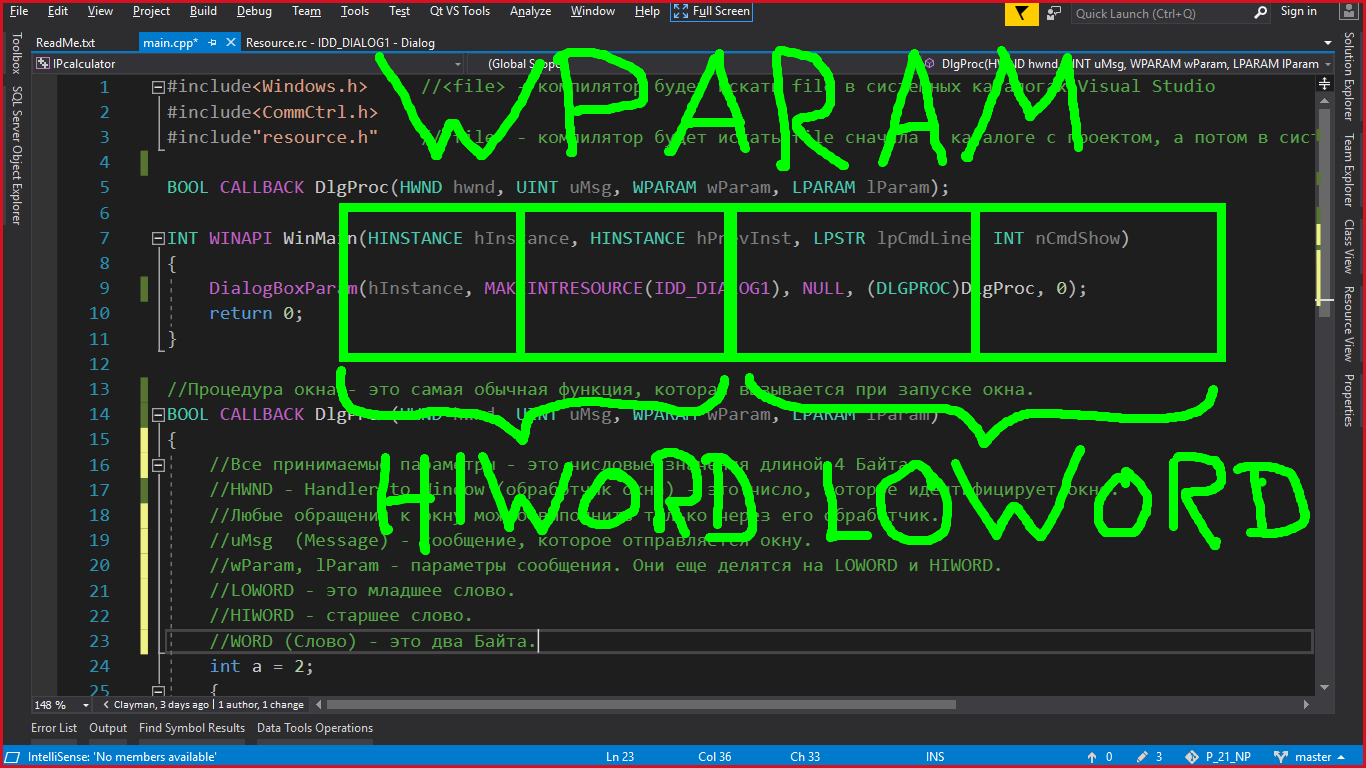 File Edit View Project Build Debug Team Tools Test Qt VS Tools Analyze Window Help Full Screen Quick Launch (Ctrl+Q) Sign in
ReadMe.txt main.cpp* Resource.rc - IDD_DIALOG1 - Dialog
IPcalculator (Global Scope) DlgProc(HWND hwnd, UINT uMsg, WPARAM wParam, LPARAM lParam
WPARAM
1 #include<Windows.h> //<file> - компилятор будет искать file в системных каталогах Visual Studio
2 #include<CommCtrl.h>
3 #include"resource.h" //"file" - компилятор будет искать file сначала в каталоге с проектом, а потом в сист
4
5 BOOL CALLBACK DlgProc(HWND hwnd, UINT uMsg, WPARAM wParam, LPARAM lParam);
6
7 INT WINAPI WinMain(HINSTANCE hInstance, HINSTANCE hPrevInst, LPSTR lpCmdLine, INT nCmdShow)
8 {
9 DialogBoxParam(hInstance, MAKEINTRESOURCE(IDD_DIALOG1), NULL, (DLGPROC)DlgProc, 0);
10 return 0;
11 }
12
13 //Процедура окна - это самая обычная функция, которая вызывается при запуске окна.
14 BOOL CALLBACK DlgProc(HWND hwnd, UINT uMsg, WPARAM wParam, LPARAM lParam)
15 {
HIWORD LOWORD
16 //Все принимаемые параметры - это числовые значения длиной 4 Байта.
17 //HWND - Handler to Window (обработчик окна) - это число, которое идентифицирует окно.
18 //Любые обращения к окну можно выполнить только через его обработчик.
19 //uMsg (Message) - сообщение, которое отправляется окну.
20 //wParam, lParam - параметры сообщения. Они еще делятся на LOWORD и HIWORD.
21 //LOWORD - это младшее слово.
22 //HIWORD - старшее слово.
23 //WORD (Слово) - это два Байта.
24 int a = 2;
25 {
148 % Clayman, 3 days ago | 1 author, 1 change
Error List Output Find Symbol Results Data Tools Operations
IntelliSense: 'No members available' Ln 23 Col 36 Ch 33 INS 0 3 P_21_NP master
Toolbox
SQL Server Object Explorer
Solution Explorer
Team Explorer
Class View
Resource View
Properties